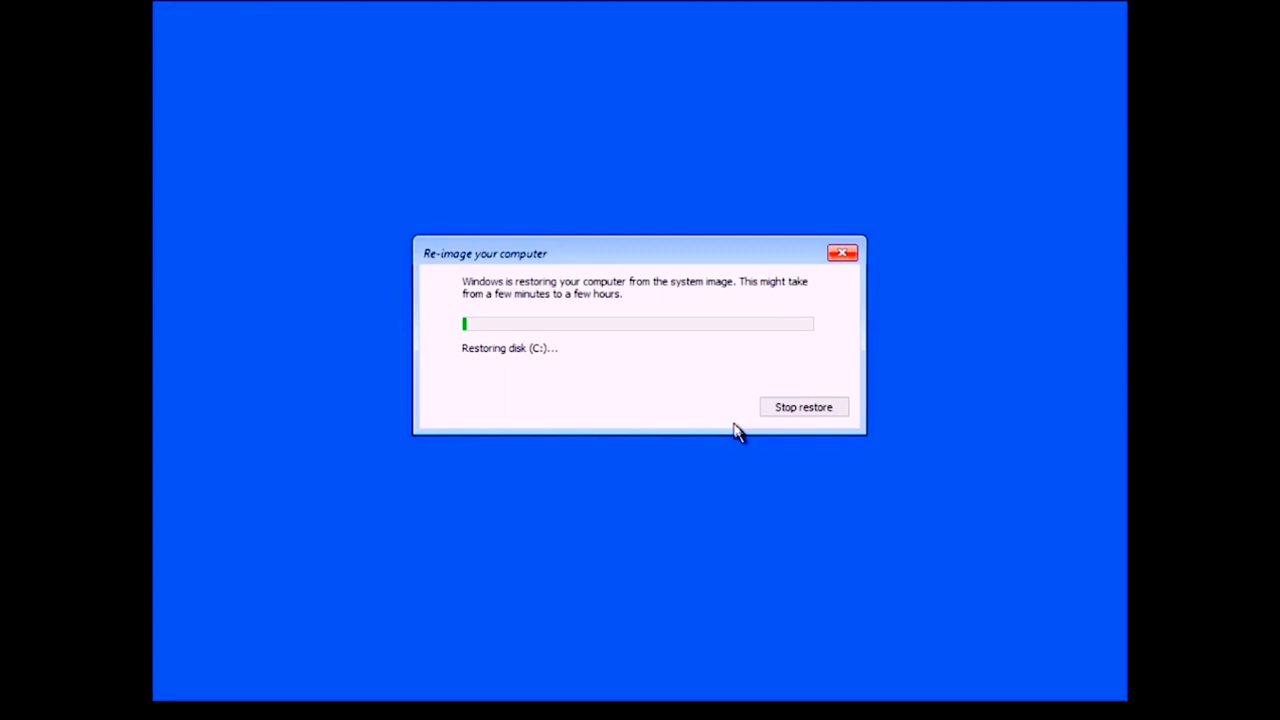 Re-image your computer
Windows is restoring your computer from the system image. This might take
from a few minutes to a few hours.
Restoring disk (C:)...
Stop restore